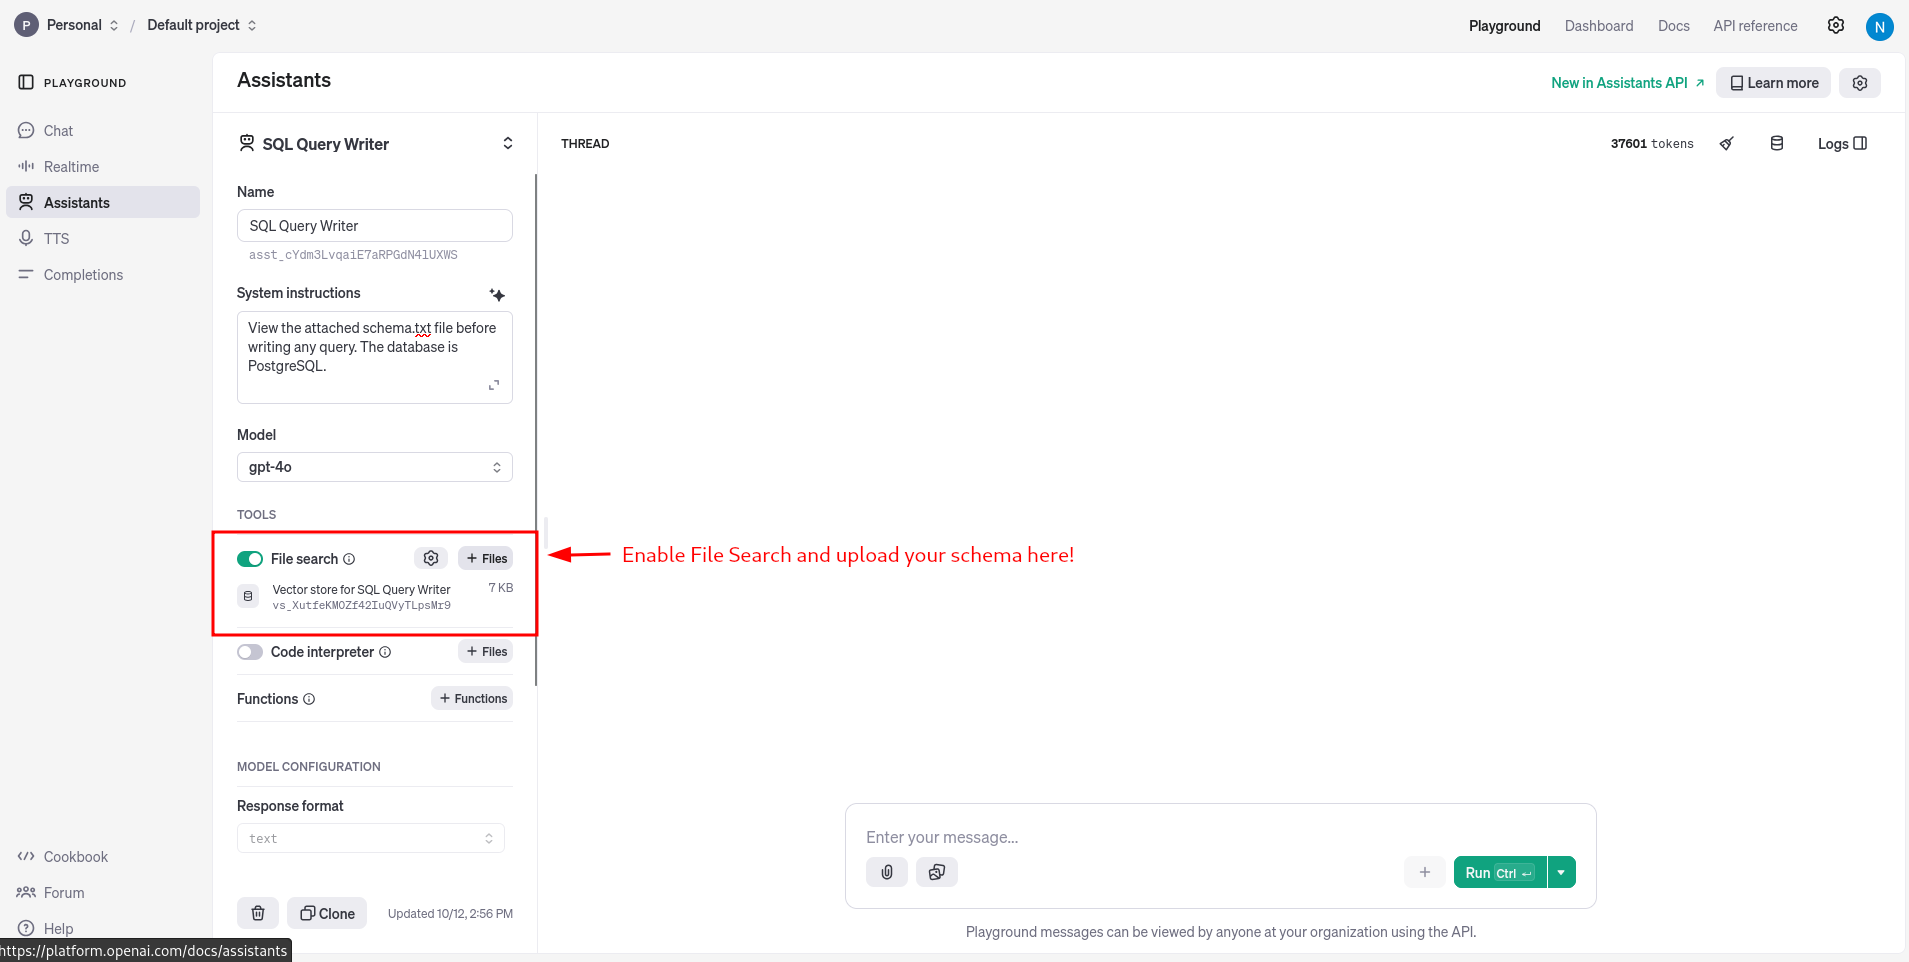 P Personal / Default project
Playground Dashboard Docs API reference N
PLAYGROUND
Chat
Realtime
Assistants
TTS
Completions
Cookbook
Forum
Help
https://platform.openai.com/docs/assistants
Assistants
New in Assistants API Learn more
SQL Query Writer
Name
SQL Query Writer
asst_cYdm3LvqaiE7aRPGdN4lUXWS
System instructions
View the attached schema.txt file before
writing any query. The database is
PostgreSQL.
Model
gpt-4o
TOOLS
File search + Files
Vector store for SQL Query Writer 7 KB
vs_XutfeKMOZf42IuQVyTLpsMr9
Code interpreter + Files
Functions + Functions
MODEL CONFIGURATION
Response format
text
Clone Updated 10/12, 2:56 PM
THREAD 37601 tokens Logs
Enable File Search and upload your schema here!
Enter your message...
+ Run Ctrl ↵
Playground messages can be viewed by anyone at your organization using the API.